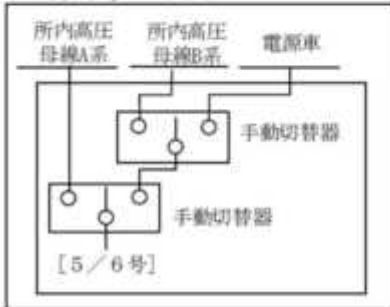 所内高圧
母線A系
所内高圧
母線B系
電源車
手動切替器
手動切替器
[5／6号]